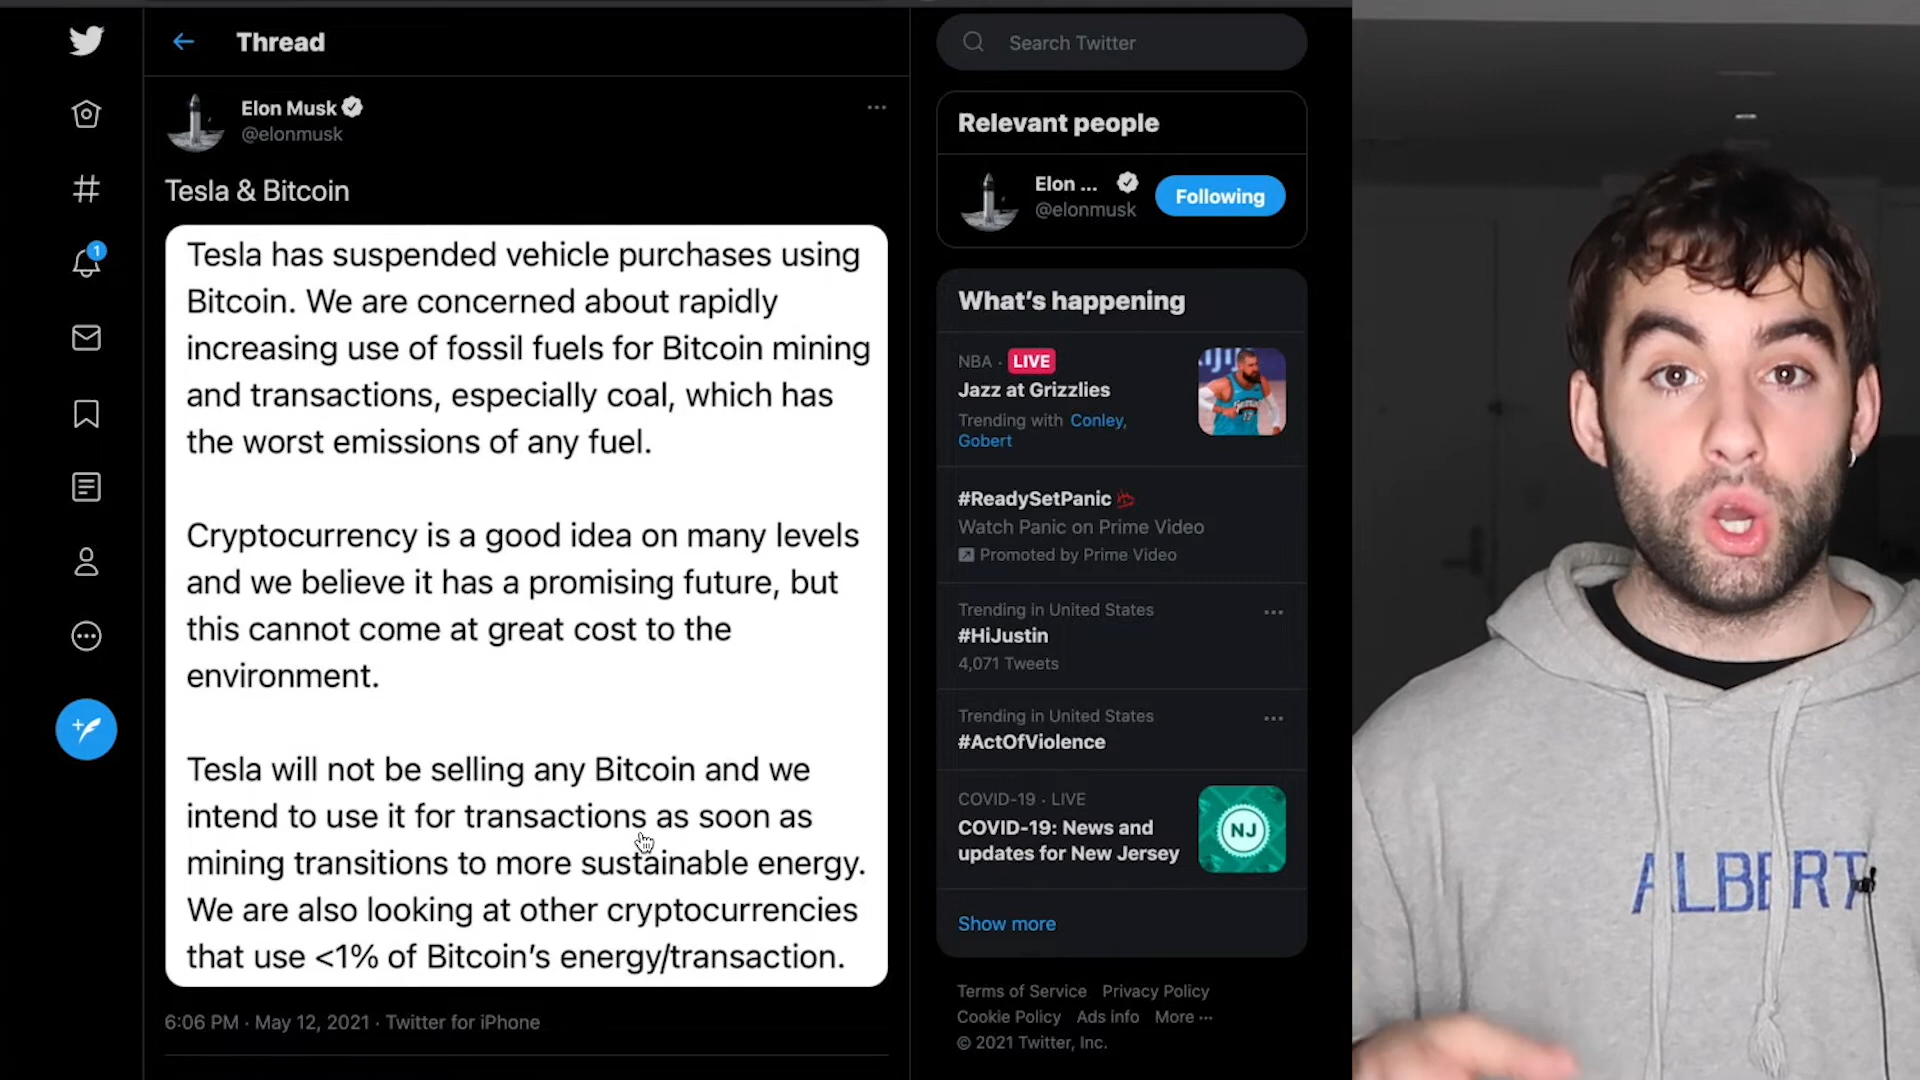 Thread
Elon Musk
@elonmusk
Tesla & Bitcoin
Tesla has suspended vehicle purchases using
Bitcoin. We are concerned about rapidly
increasing use of fossil fuels for Bitcoin mining
and transactions, especially coal, which has
the worst emissions of any fuel.
Cryptocurrency is a good idea on many levels
and we believe it has a promising future, but
this cannot come at great cost to the
environment.
Tesla will not be selling any Bitcoin and we
intend to use it for transactions as soon as
mining transitions to more sustainable energy.
We are also looking at other cryptocurrencies
that use <1% of Bitcoin’s energy/transaction.
6:06 PM · May 12, 2021 · Twitter for iPhone
1
Search Twitter
Relevant people
Elon ...
@elonmusk
Following
What’s happening
NBA · LIVE
Jazz at Grizzlies
Trending with Conley,
Gobert
#ReadySetPanic
Watch Panic on Prime Video
Promoted by Prime Video
Trending in United States
#HiJustin
4,071 Tweets
Trending in United States
#ActOfViolence
COVID-19 · LIVE
COVID-19: News and
updates for New Jersey
NJ
Show more
Terms of Service Privacy Policy
Cookie Policy Ads info More ···
© 2021 Twitter, Inc.
ALBERT